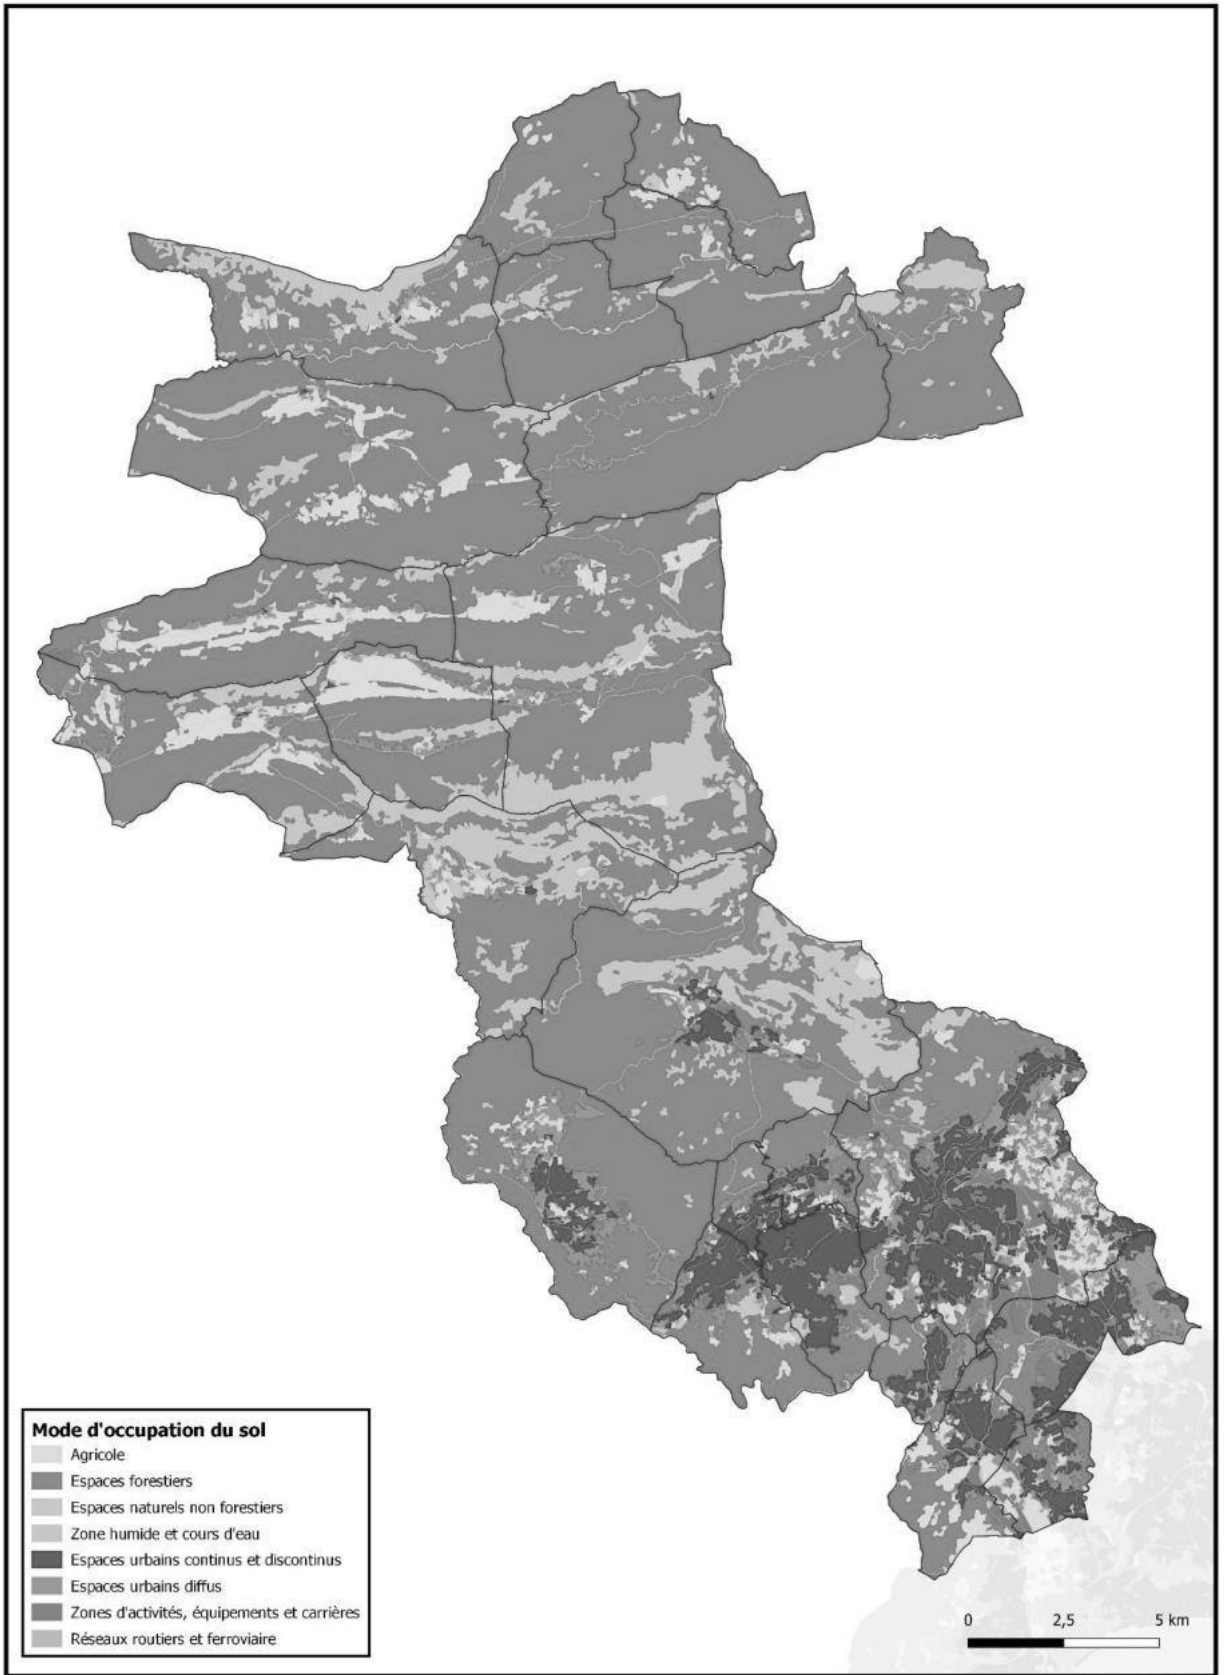 Mode d'occupation du sol
Agricole
Espaces forestiers
Espaces naturels non forestiers
Zone humide et cours d'eau
Espaces urbains continus et discontinus
Espaces urbains diffus
Zones d'activités, équipements et carrières
Réseaux routiers et ferroviaire
0 2,5 5 km